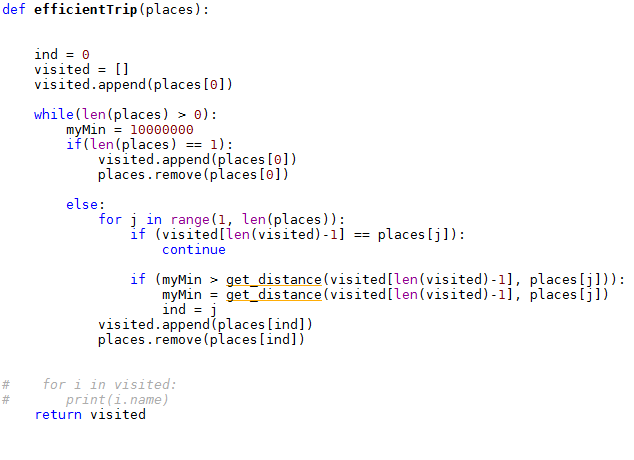 def efficientTrip(places):
    ind = 0
    visited = []
    visited.append(places[0])
    while(len(places) > 0):
        myMin = 10000000
        if(len(places) == 1):
            visited.append(places[0])
            places.remove(places[0])
        else:
            for j in range(1, len(places)):
                if (visited[len(visited)-1] == places[j]):
                    continue
                if (myMin > get_distance(visited[len(visited)-1], places[j])):
                    myMin = get_distance(visited[len(visited)-1], places[j])
                    ind = j
            visited.append(places[ind])
            places.remove(places[ind])
#    for i in visited:
#       print(i.name)
    return visited